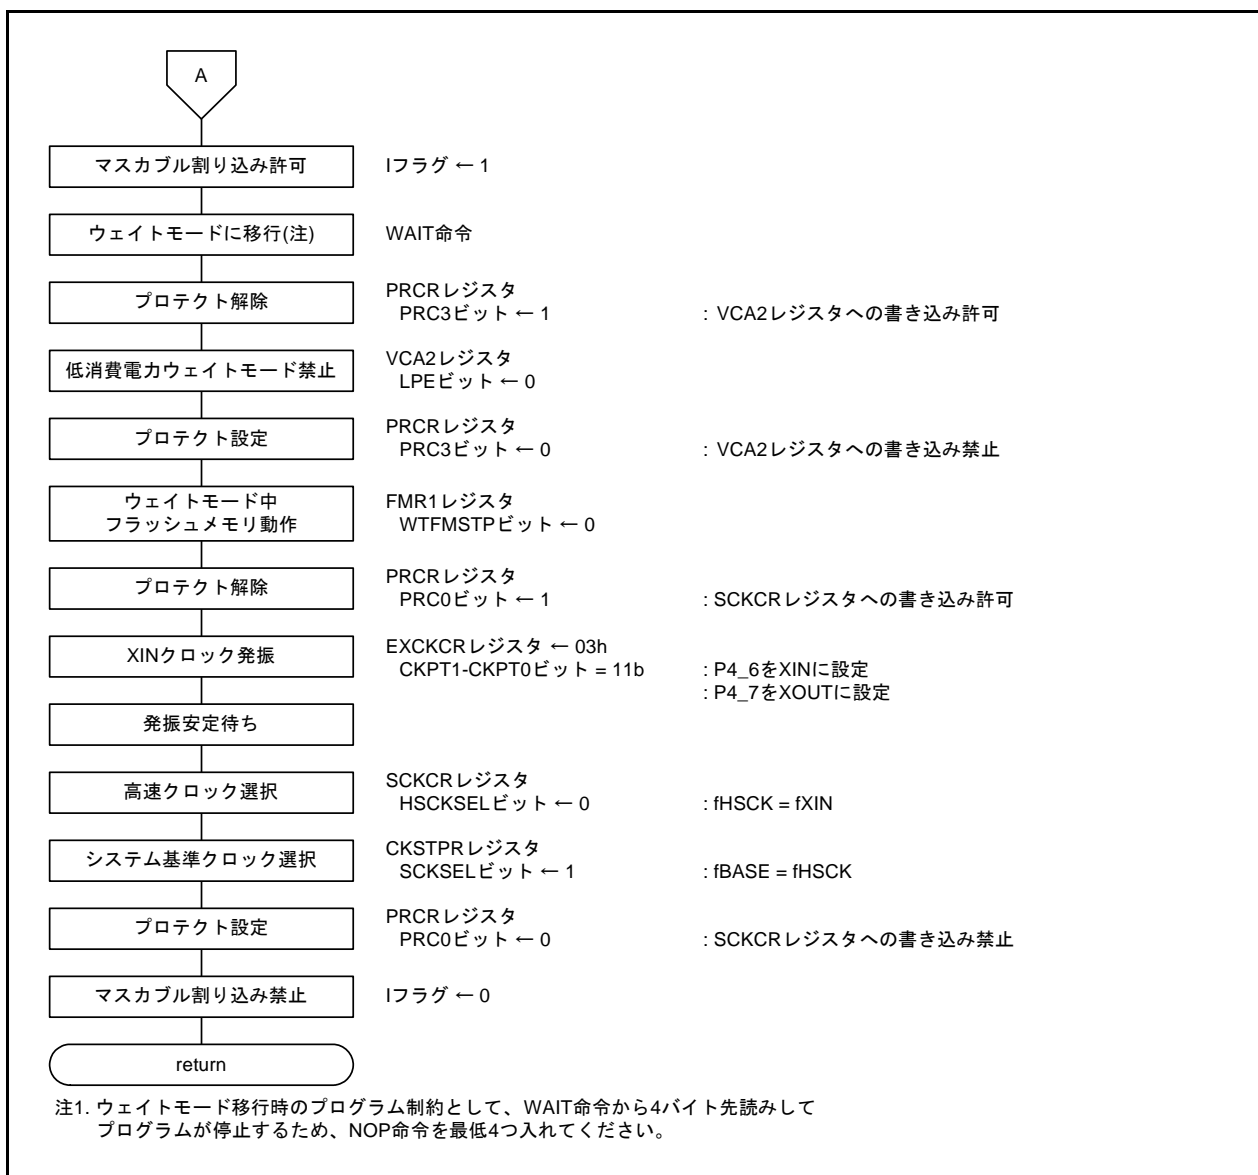 A
マスカブル割り込み許可
Iフラグ ← 1
ウェイトモードに移行(注)
WAIT命令
プロテクト解除
PRCRレジスタ
PRC3ビット ← 1 : VCA2レジスタへの書き込み許可
低消費電力ウェイトモード禁止
VCA2レジスタ
LPEビット ← 0
プロテクト設定
PRCRレジスタ
PRC3ビット ← 0 : VCA2レジスタへの書き込み禁止
ウェイトモード中
フラッシュメモリ動作
FMR1レジスタ
WTFMSTPビット ← 0
プロテクト解除
PRCRレジスタ
PRC0ビット ← 1 : SCKCRレジスタへの書き込み許可
XINクロック発振
EXCKCRレジスタ ← 03h
CKPT1-CKPT0ビット = 11b : P4_6をXINに設定
: P4_7をXOUTに設定
発振安定待ち
高速クロック選択
SCKCRレジスタ
HSCKSELビット ← 0 : fHSCK = fXIN
システム基準クロック選択
CKSTPRレジスタ
SCKSELビット ← 1 : fBASE = fHSCK
プロテクト設定
PRCRレジスタ
PRC0ビット ← 0 : SCKCRレジスタへの書き込み禁止
マスカブル割り込み禁止
Iフラグ ← 0
return
注1. ウェイトモード移行時のプログラム制約として、WAIT命令から4バイト先読みして
プログラムが停止するため、NOP命令を最低4つ入れてください。